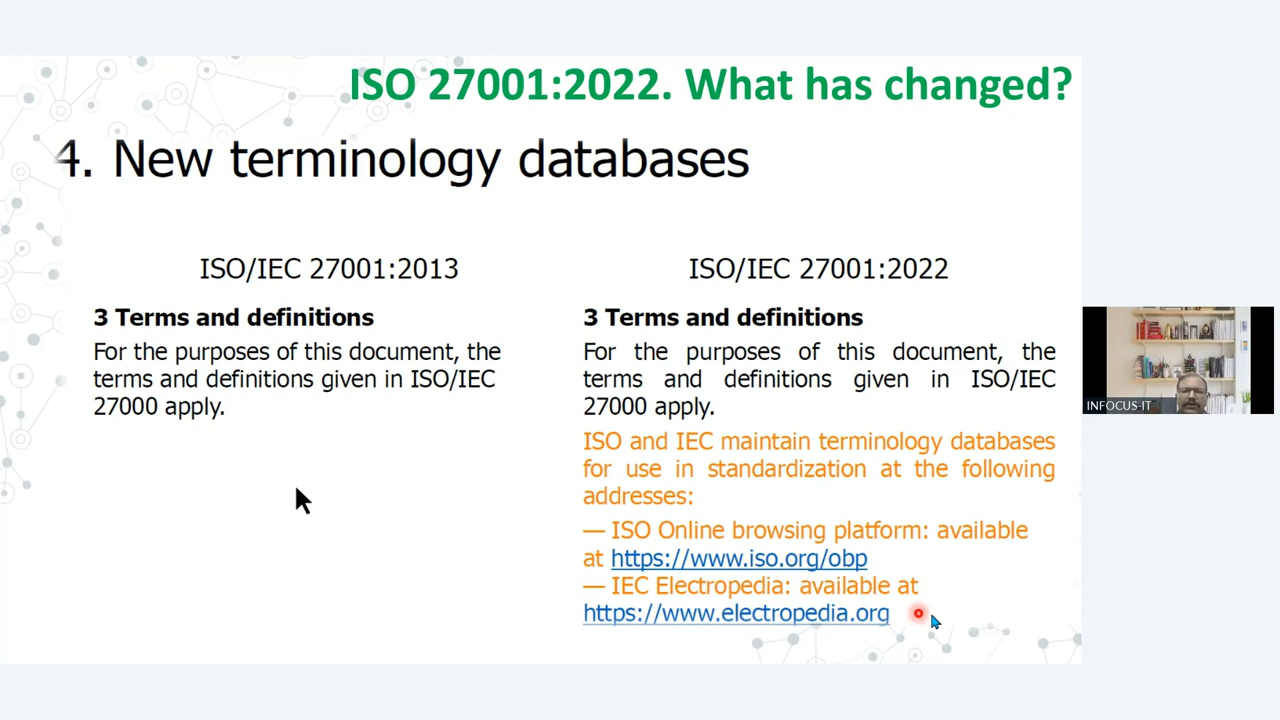 ISO 27001:2022. What has changed?
4. New terminology databases
ISO/IEC 27001:2013
3 Terms and definitions
For the purposes of this document, the
terms and definitions given in ISO/IEC
27000 apply.
ISO/IEC 27001:2022
3 Terms and definitions
For the purposes of this document, the
terms and definitions given in ISO/IEC
27000 apply.
ISO and IEC maintain terminology databases
for use in standardization at the following
addresses:
— ISO Online browsing platform: available
at https://www.iso.org/obp
— IEC Electropedia: available at
https://www.electropedia.org
INFOCUS-IT